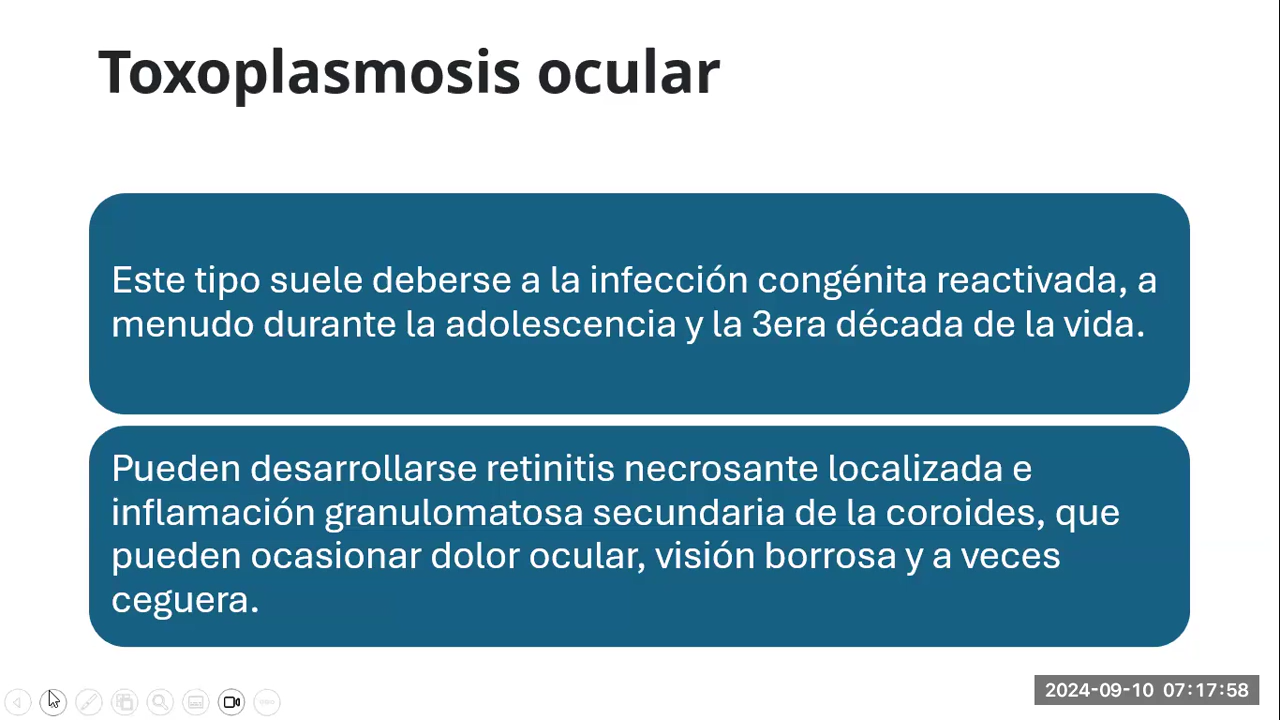 Toxoplasmosis ocular
Este tipo suele deberse a la infección congénita reactivada, a
menudo durante la adolescencia y la 3era década de la vida.
Pueden desarrollarse retinitis necrosante localizada e
inflamación granulomatosa secundaria de la coroides, que
pueden ocasionar dolor ocular, visión borrosa y a veces
ceguera.
2024-09-10 07:17:58